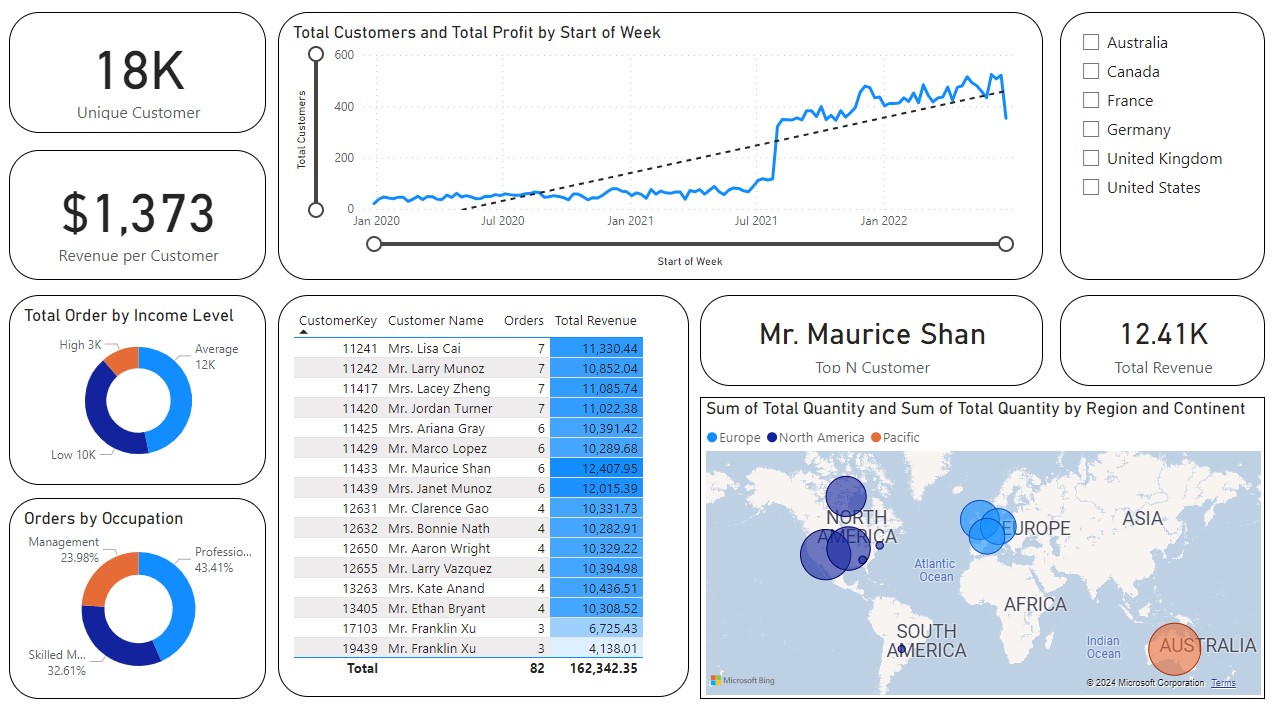 18K
Unique Customer
$1,373
Revenue per Customer
Total Customers and Total Profit by Start of Week
Total Customers
600
400
200
0
Jan 2020 Jul 2020 Jan 2021 Jul 2021 Jan 2022
Start of Week
Australia
Canada
France
Germany
United Kingdom
United States
Total Order by Income Level
High 3K
Average
12K
Low 10K
Orders by Occupation
Management
23.98%
Professio...
43.41%
Skilled M...
32.61%
CustomerKey Customer Name Orders Total Revenue
11241 Mrs. Lisa Cai 7 11,330.44
11242 Mr. Larry Munoz 7 10,852.04
11417 Mrs. Lacey Zheng 7 11,085.74
11420 Mr. Jordan Turner 7 11,022.38
11425 Mrs. Ariana Gray 6 10,391.42
11429 Mr. Marco Lopez 6 10,289.68
11433 Mr. Maurice Shan 6 12,407.95
11439 Mrs. Janet Munoz 6 12,015.39
12631 Mr. Clarence Gao 4 10,331.73
12632 Mrs. Bonnie Nath 4 10,282.91
12650 Mr. Aaron Wright 4 10,329.22
12655 Mr. Larry Vazquez 4 10,394.98
13263 Mrs. Kate Anand 4 10,436.51
13405 Mr. Ethan Bryant 4 10,308.52
17103 Mr. Franklin Xu 3 6,725.43
19439 Mr. Franklin Xu 3 4,138.01
Total 82 162,342.35
Mr. Maurice Shan
Top N Customer
12.41K
Total Revenue
Sum of Total Quantity and Sum of Total Quantity by Region and Continent
Europe North America Pacific
NORTH
AMERICA
EUROPE
ASIA
Atlantic
Ocean
AFRICA
SOUTH
AMERICA
Indian
Ocean
AUSTRALIA
Microsoft Bing
© 2024 Microsoft Corporation Terms